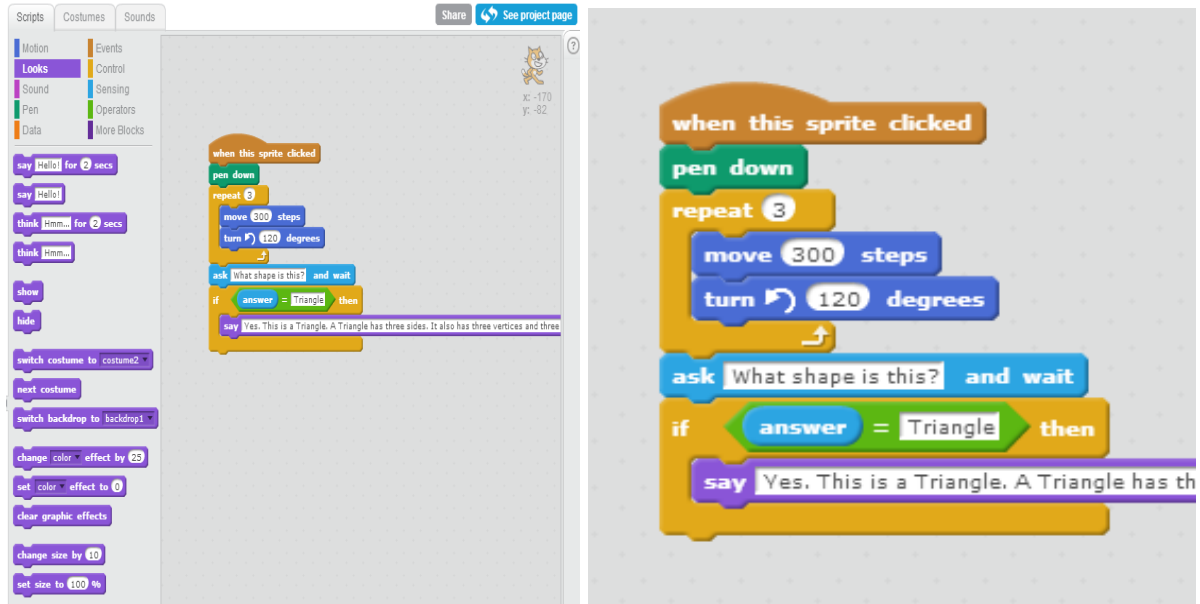 Scripts Costumes Sounds
Share See project page
?
Motion Events
Looks Control
Sound Sensing
Pen Operators
Data More Blocks
say Hello! for 2 secs
say Hello!
think Hmm... for 2 secs
think Hmm...
show
hide
switch costume to costume2
next costume
switch backdrop to backdrop1
change color effect by 25
set color effect to 0
clear graphic effects
change size by 10
set size to 100 %
x: -170
y: -82
when this sprite clicked
pen down
repeat 3
move 300 steps
turn 120 degrees
ask What shape is this? and wait
if answer = Triangle then
say Yes. This is a Triangle. A Triangle has three sides. It also has three vertices and three
when this sprite clicked
pen down
repeat 3
move 300 steps
turn 120 degrees
ask What shape is this? and wait
if answer = Triangle then
say Yes. This is a Triangle. A Triangle has th